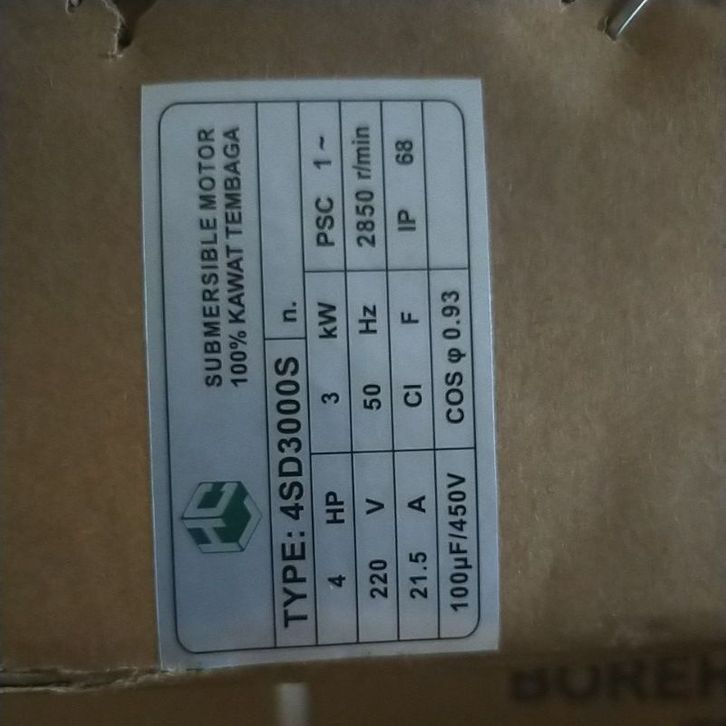 SUBMERSIBLE MOTOR
100% KAWAT TEMBAGA
TYPE: 4SD3000S n.
4 HP 3 kW PSC 1 ~
220 V 50 Hz 2850 r/min
21.5 A Cl F IP 68
100µF/450V COS φ 0.93